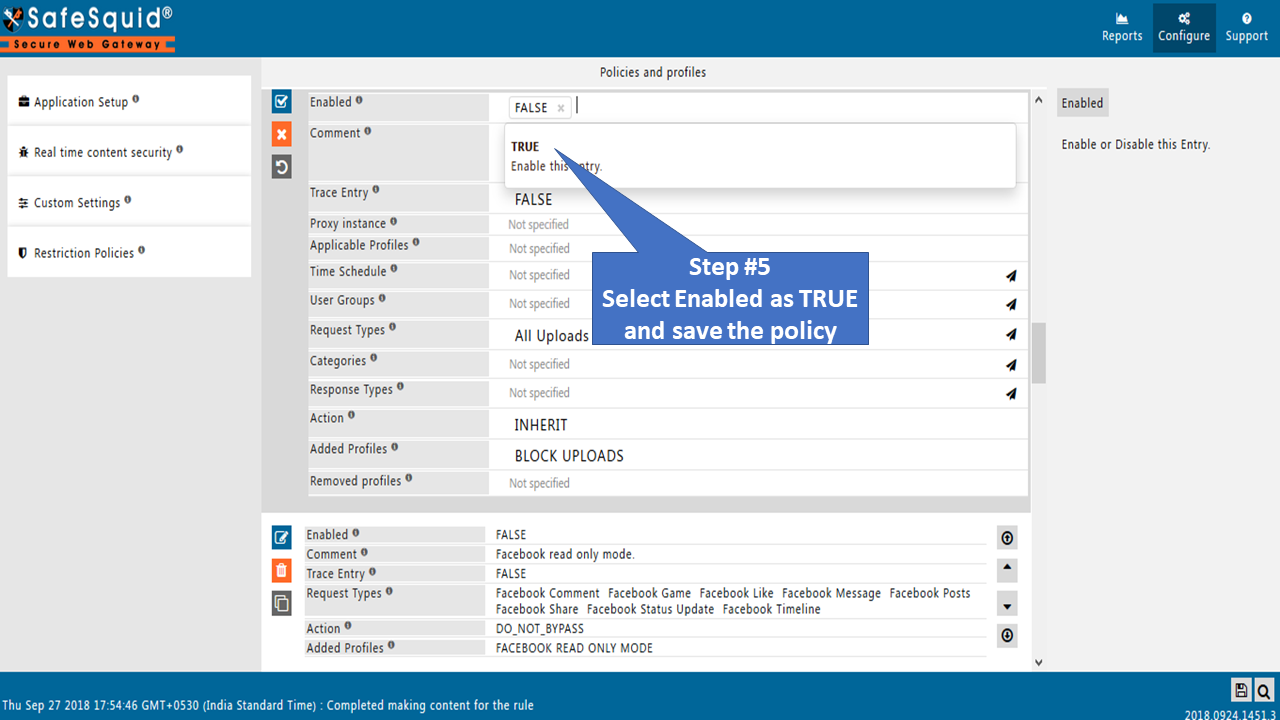 SafeSquid®
Secure Web Gateway
Reports
Configure
Support
Application Setup
Real time content security
Custom Settings
Restriction Policies
Policies and profiles
Enabled
FALSE ×
TRUE
Enable this entry.
Comment
Trace Entry
FALSE
Proxy instance
Not specified
Applicable Profiles
Not specified
Time Schedule
Not specified
User Groups
Not specified
Request Types
All Uploads
Categories
Not specified
Response Types
Not specified
Action
INHERIT
Added Profiles
BLOCK UPLOADS
Removed profiles
Not specified
Step #5
Select Enabled as TRUE
and save the policy
Enabled
Enable or Disable this Entry.
Enabled
FALSE
Comment
Facebook read only mode.
Trace Entry
FALSE
Request Types
Facebook Comment Facebook Game Facebook Like Facebook Message Facebook Posts
Facebook Share Facebook Status Update Facebook Timeline
Action
DO_NOT_BYPASS
Added Profiles
FACEBOOK READ ONLY MODE
Thu Sep 27 2018 17:54:46 GMT+0530 (India Standard Time) : Completed making content for the rule
2018.0924.1451.3